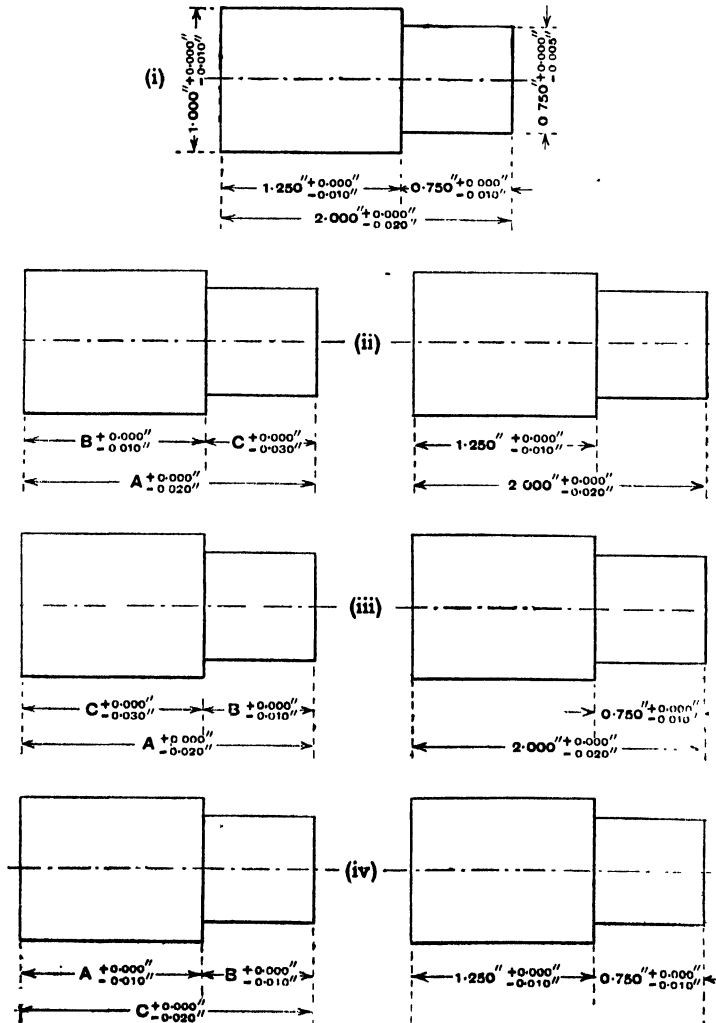 (i)
1·000" +0·000" -0·010"
0 750" +0·000" -0·005"
1·250" +0·000" -0·010"
0·750" +0 000" -0 010"
2·000" +0·000" -0 020"
(ii)
B +0·000" -0 010"
C +0·000" -0·030"
A +0·000" -0 020"
1·250" +0·000" -0·010"
2 000" +0·000" -0·020"
(iii)
C +0·000" -0·030"
B +0·000" -0·010"
A +0 000" -0·020"
0·750" +0·000" -0 010"
2·000" +0·000" -0·020"
(iv)
A +0·000" -0·010"
B +0·000" -0·010"
C +0·000" -0·020"
1·250" +0·000" -0·010"
0·750" +0·000" -0·010"